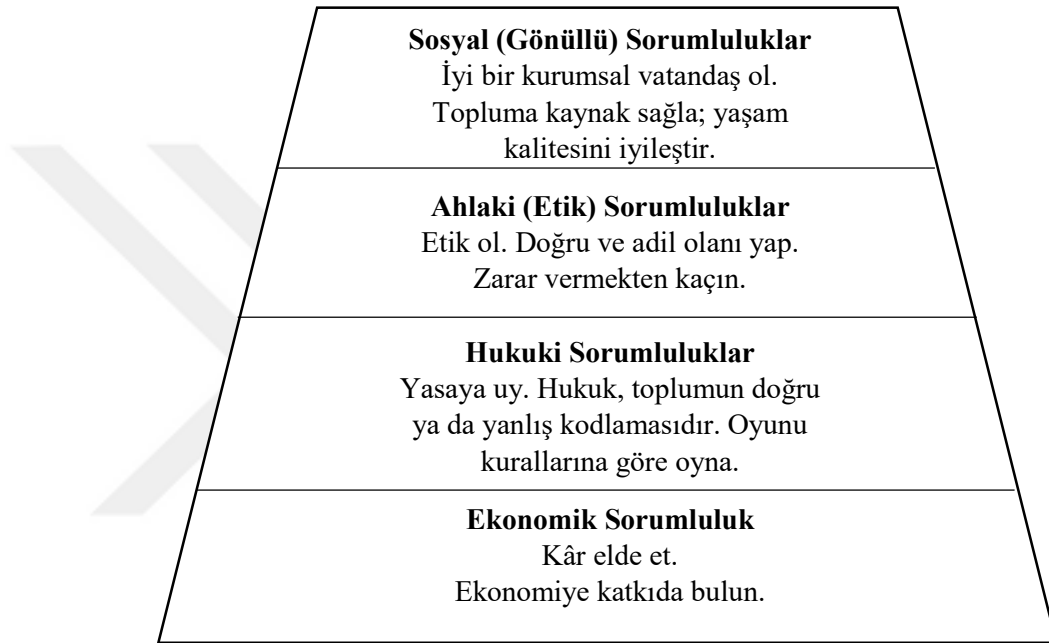 Sosyal (Gönüllü) Sorumluluklar
İyi bir kurumsal vatandaş ol.
Topluma kaynak sağla; yaşam
kalitesini iyileştir.
Ahlaki (Etik) Sorumluluklar
Etik ol. Doğru ve adil olanı yap.
Zarar vermekten kaçın.
Hukuki Sorumluluklar
Yasaya uy. Hukuk, toplumun doğru
ya da yanlış kodlamasıdır. Oyunu
kurallarına göre oyna.
Ekonomik Sorumluluk
Kâr elde et.
Ekonomiye katkıda bulun.